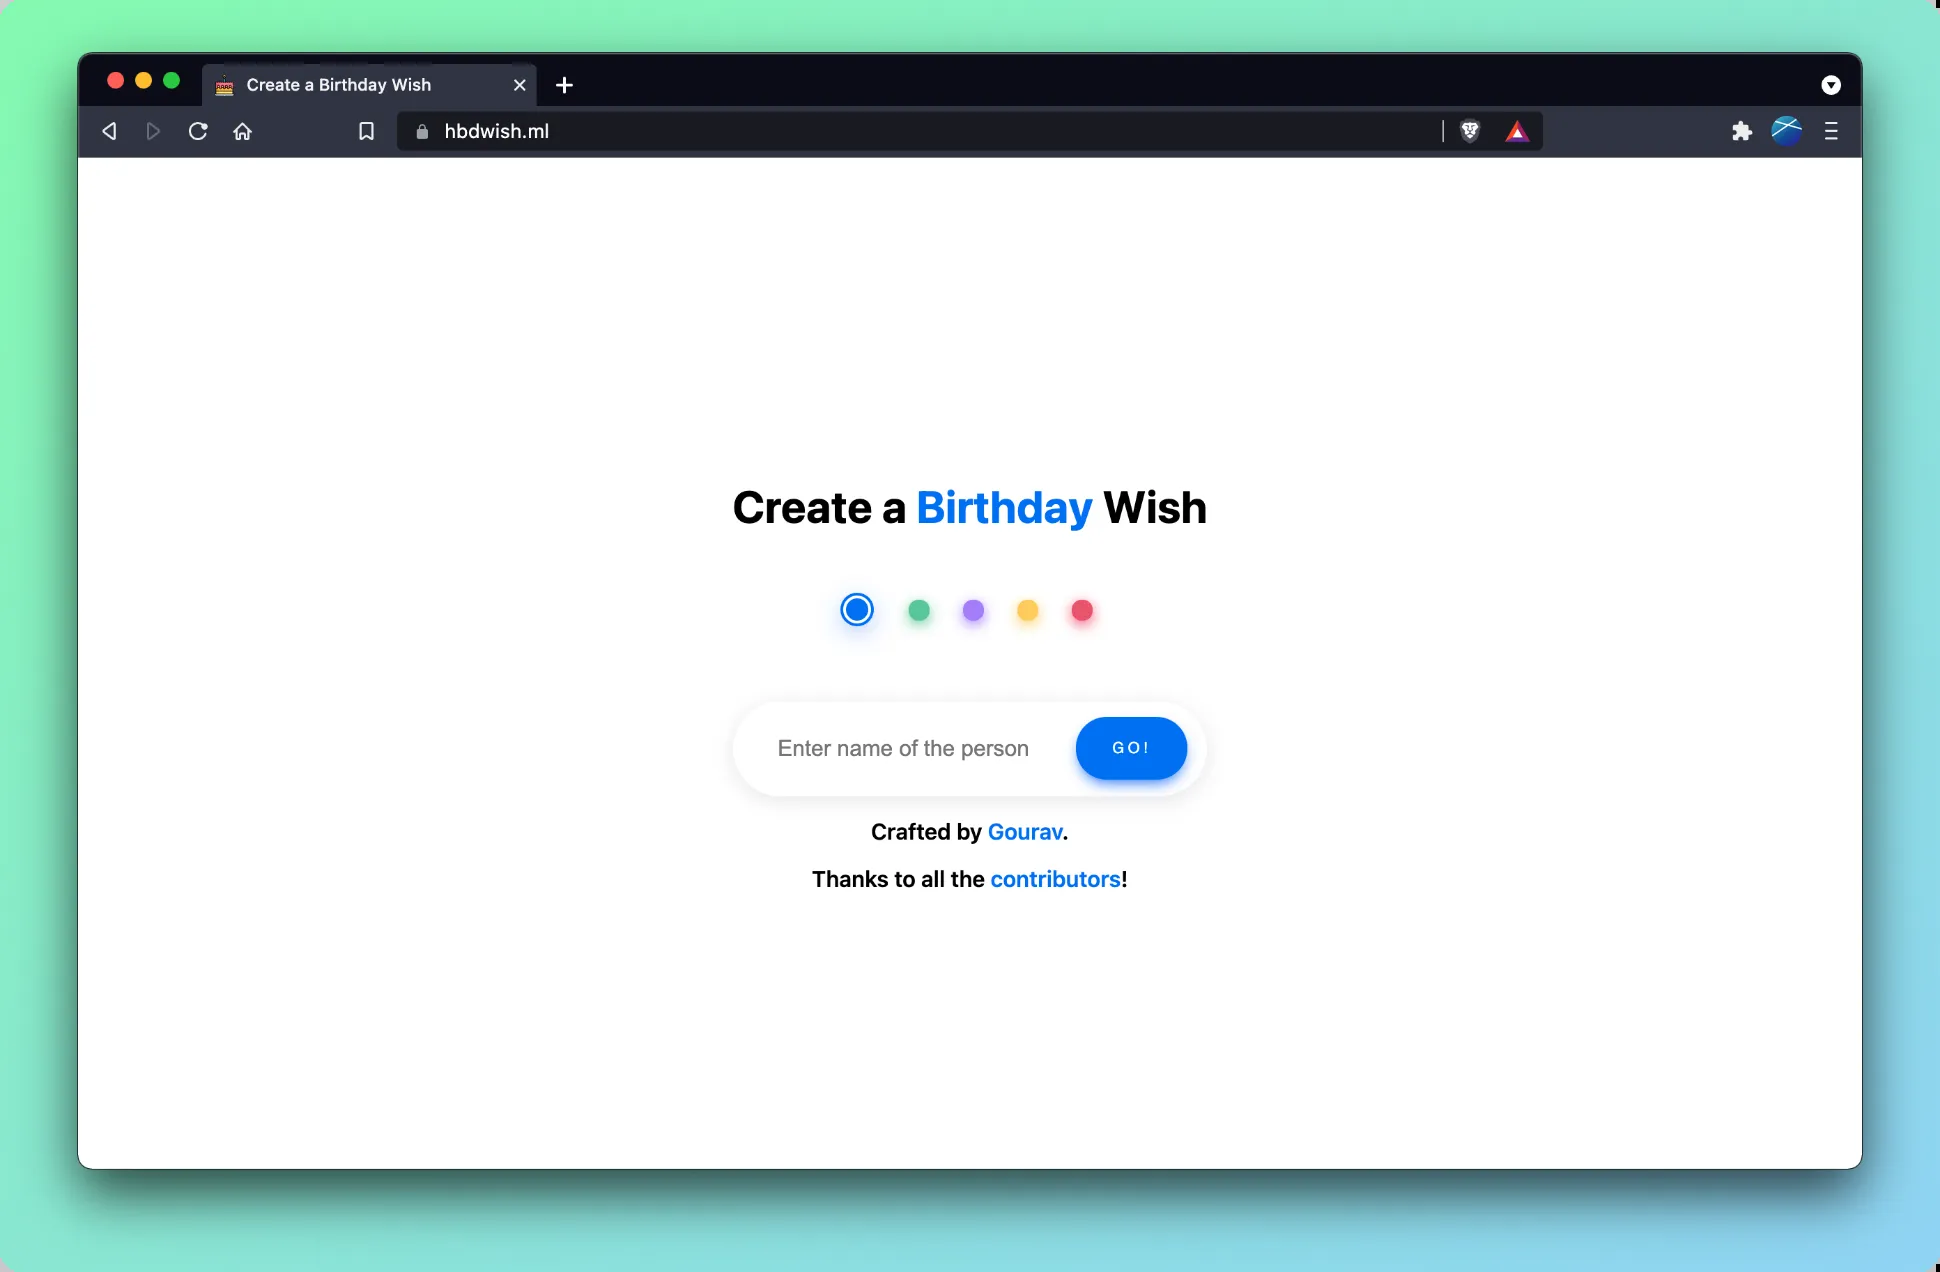 Create a Birthday Wish
hbdwish.ml
Create a Birthday Wish
Enter name of the person
GO!
Crafted by Gourav.
Thanks to all the contributors!